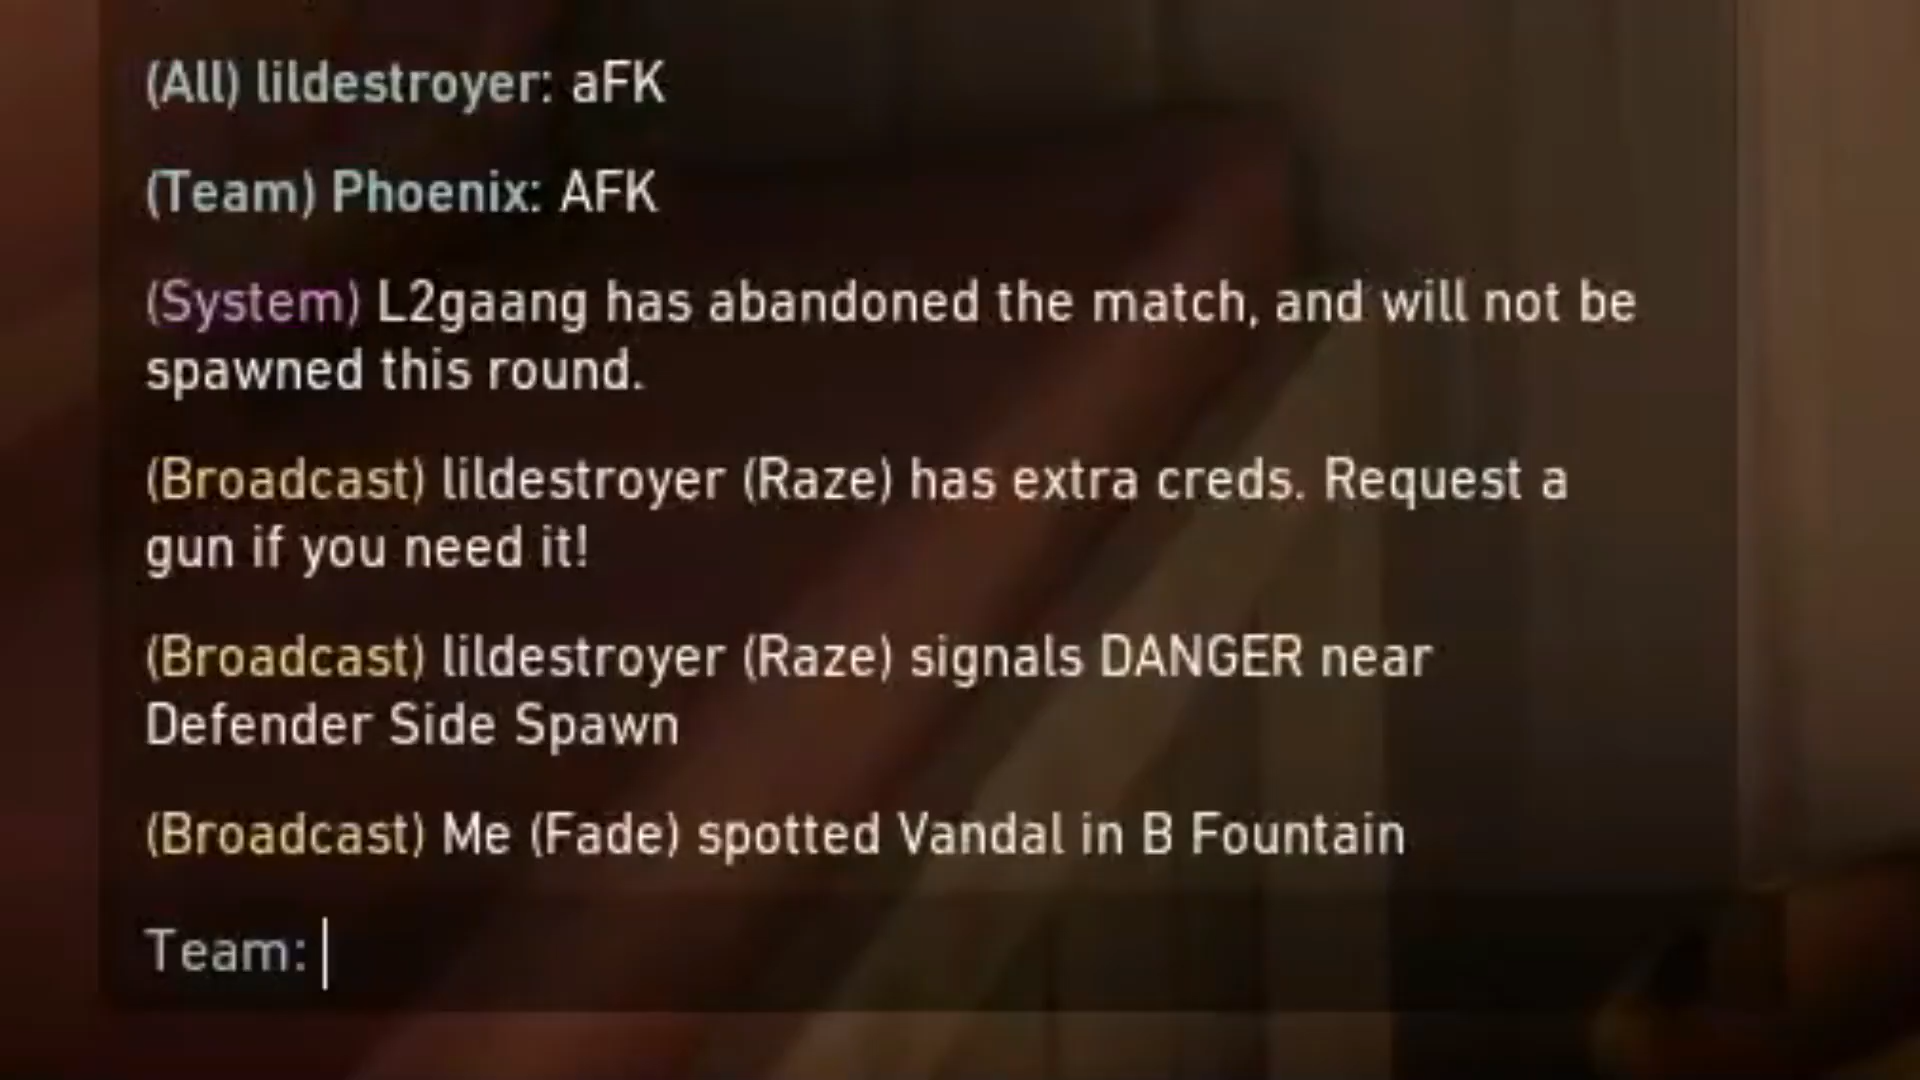 (All) lildestroyer: aFK
(Team) Phoenix: AFK
(System) L2gaang has abandoned the match, and will not be
spawned this round.
(Broadcast) lildestroyer (Raze) has extra creds. Request a
gun if you need it!
(Broadcast) lildestroyer (Raze) signals DANGER near
Defender Side Spawn
(Broadcast) Me (Fade) spotted Vandal in B Fountain
Team: